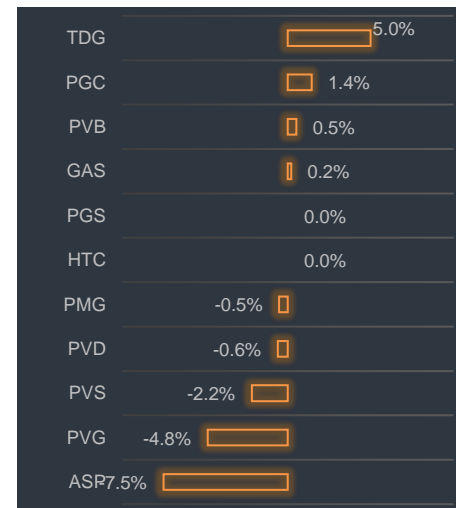 TDG 5.0%
PGC 1.4%
PVB 0.5%
GAS 0.2%
PGS 0.0%
HTC 0.0%
PMG -0.5%
PVD -0.6%
PVS -2.2%
PVG -4.8%
ASP -7.5%